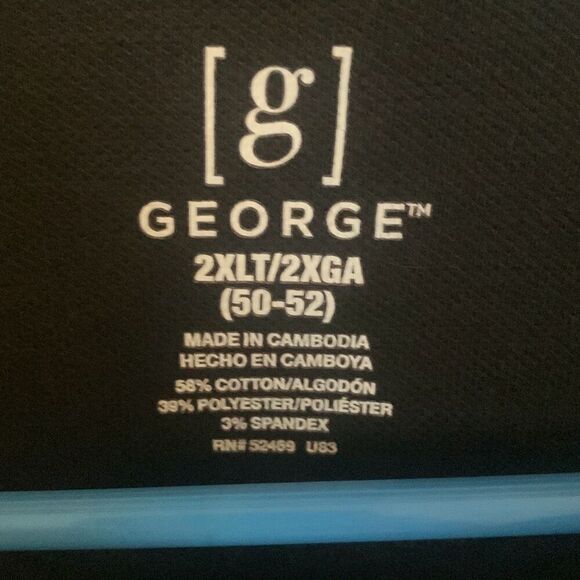 [g]
GEORGE™
2XLT/2XGA
(50-52)
MADE IN CAMBODIA
HECHO EN CAMBOYA
58% COTTON/ALGODÓN
39% POLYESTER/POLIÉSTER
3% SPANDEX
RN# 52469 US3